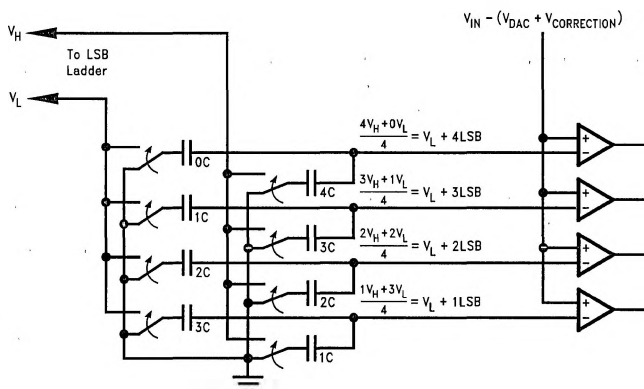 V_H
To LSB
Ladder
V_L
V_IN − (V_DAC + V_CORRECTION)
0C
4V_H + 0V_L
4
= V_L + 4LSB
+
−
4C
1C
3V_H + 1V_L
4
= V_L + 3LSB
+
−
3C
2C
2V_H + 2V_L
4
= V_L + 2LSB
+
−
2C
3C
1V_H + 3V_L
4
= V_L + 1LSB
+
−
1C